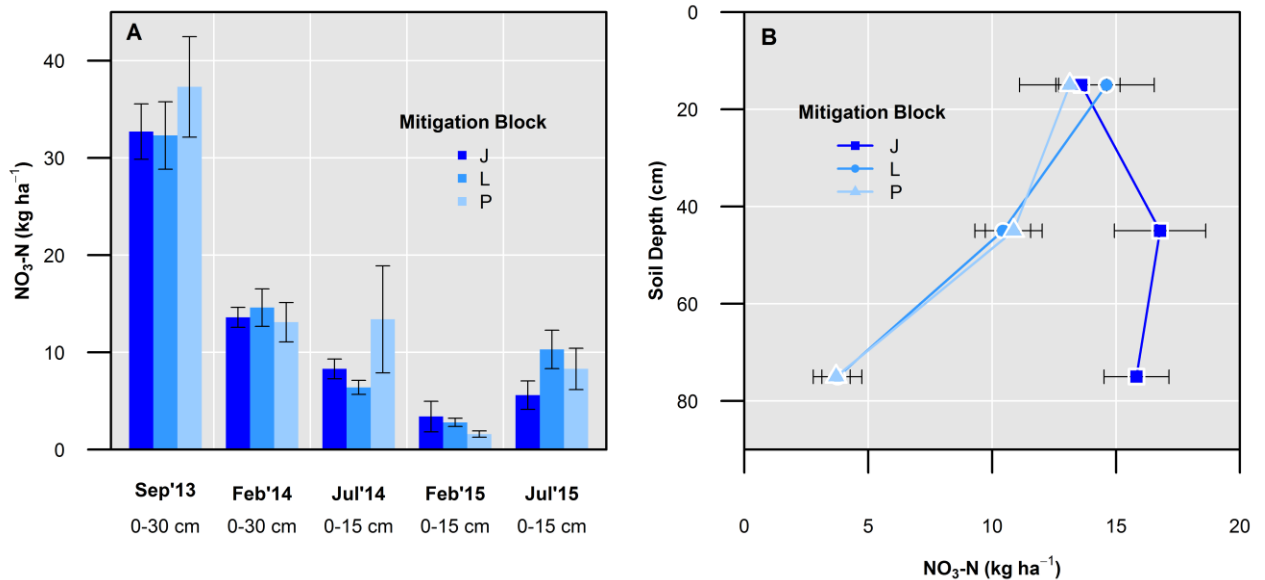 A
40
30
20
10
0
NO₃-N (kg ha⁻¹)
Mitigation Block
J
L
P
Sep'13 Feb'14 Jul'14 Feb'15 Jul'15
0-30 cm 0-30 cm 0-15 cm 0-15 cm 0-15 cm
B
0
20
40
60
80
Soil Depth (cm)
Mitigation Block
J
L
P
0 5 10 15 20
NO₃-N (kg ha⁻¹)